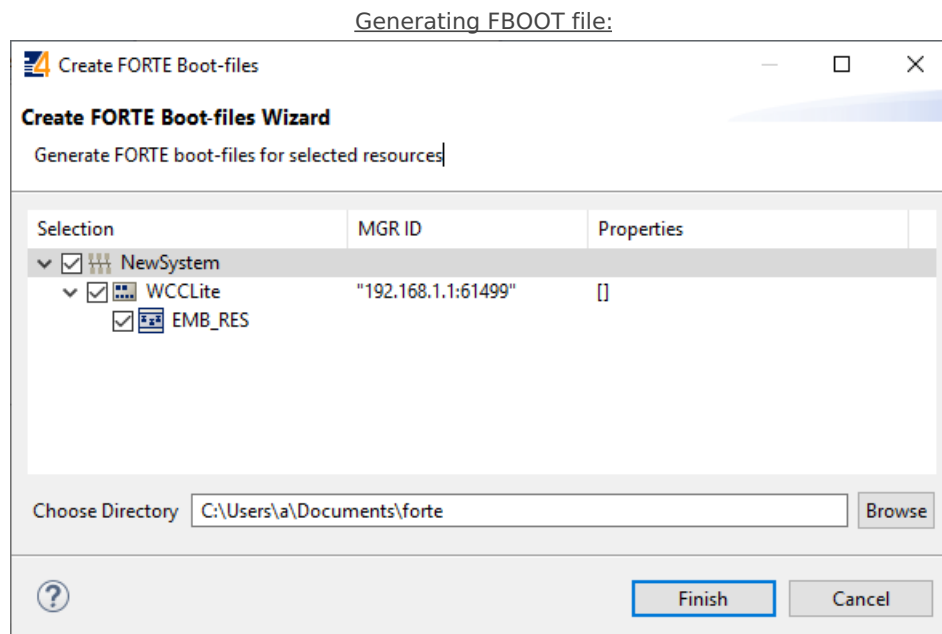 Generating FBOOT file:
Create FORTE Boot-files
Create FORTE Boot-files Wizard
Generate FORTE boot-files for selected resources
Selection MGR ID Properties
NewSystem
WCCLite "192.168.1.1:61499" []
EMB_RES
Choose Directory C:\Users\a\Documents\forte Browse
? Finish Cancel